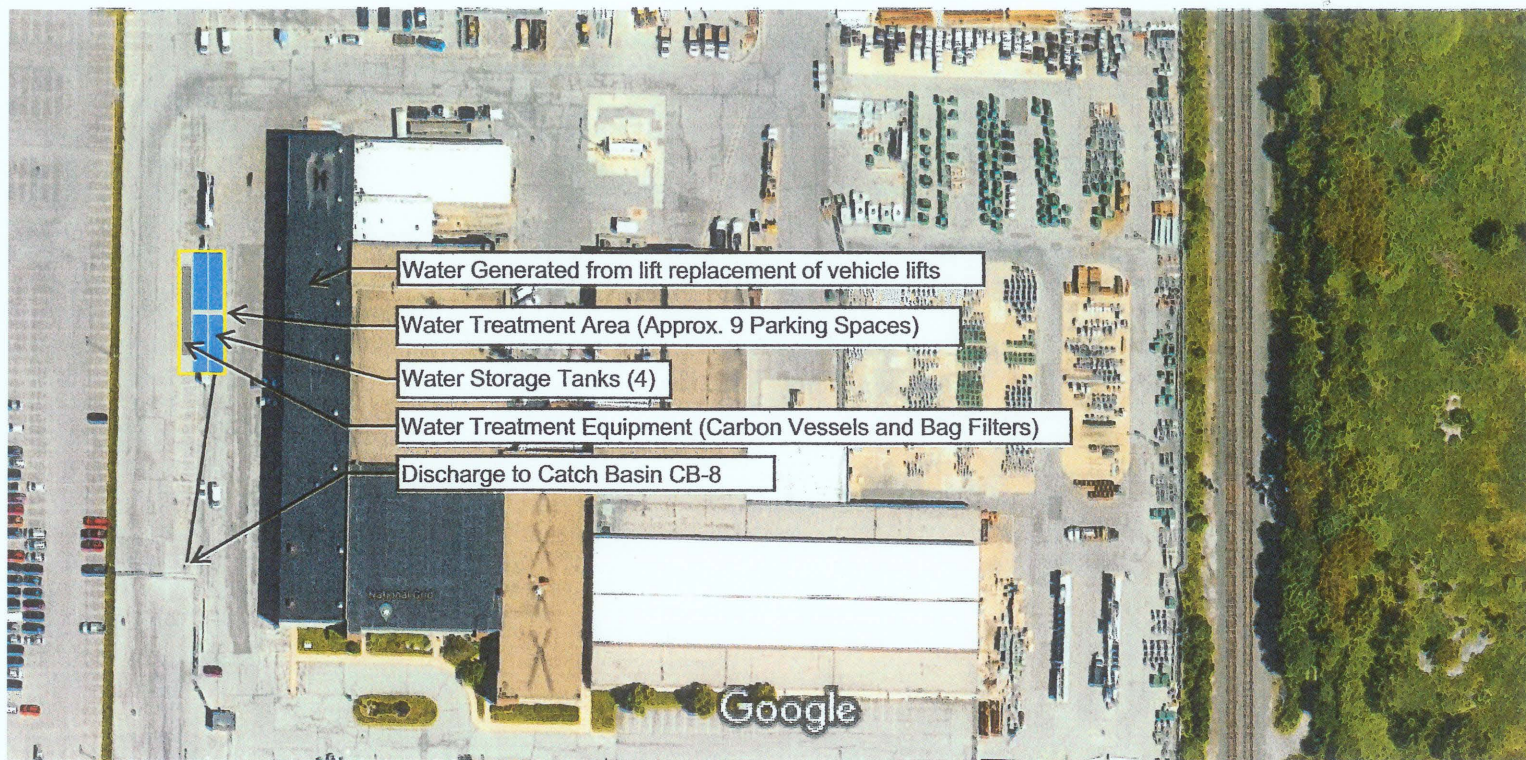 Water Generated from lift replacement of vehicle lifts
Water Treatment Area (Approx. 9 Parking Spaces)
Water Storage Tanks (4)
Water Treatment Equipment (Carbon Vessels and Bag Filters)
Discharge to Catch Basin CB-8
National Grid
Google